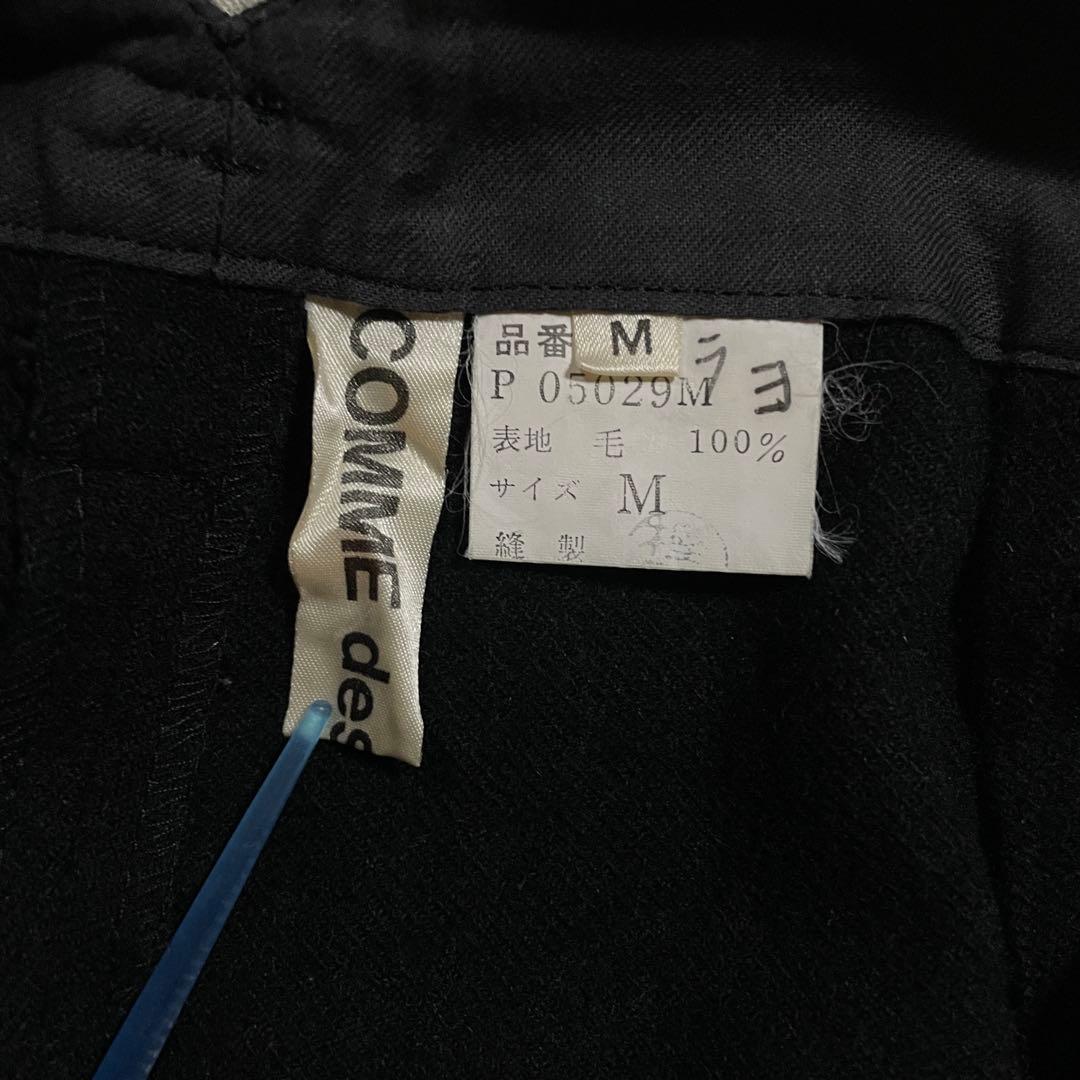 COMME des
M
品番
P 05029M
ラヨ
表地 毛 100%
サイズ M
縫製